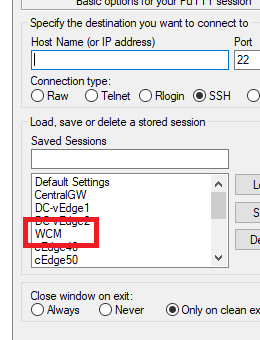 Basic options for your PuTTY session
Specify the destination you want to connect to
Host Name (or IP address) Port
22
Connection type:
Raw Telnet Rlogin SSH
Load, save or delete a stored session
Saved Sessions
Default Settings
CentralGW
DC-vEdge1
DC-vEdge2
WCM
cEdge40
cEdge50
Lo
S
De
Close window on exit:
Always Never Only on clean ex